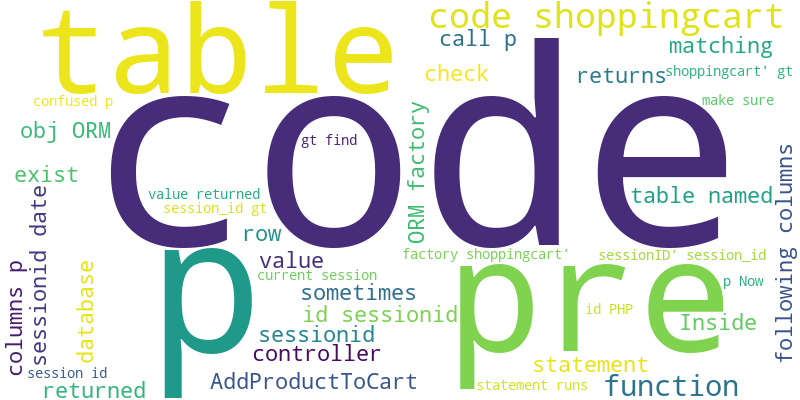 table
code shoppingcart
call p
matching
check
returns
shoppingcart' gt
confused p
make sure
code
obj ORM
ORM factory
gt find
exist
following columns
sessionid date
value returned
table named
session_id gt
row
p
pre
factory shoppingcart'
sessionID' session_id
columns p
database
value
current session
p Now
sometimes
id sessionid
id PHP
Inside
sessionid
controller
statement
session id
AddProductToCart
returned
statement runs
function